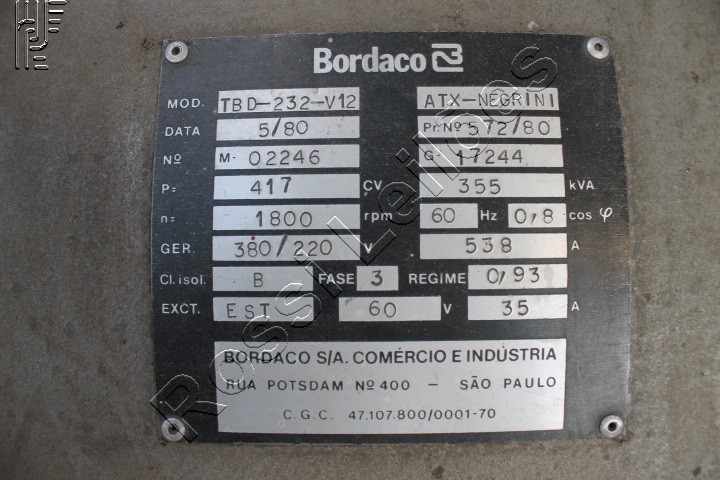 Bordaco
MOD. TBD-232-V12 ATX-NEGRINI
DATA 5/80 Pr.Nº 572/80
Nº M- 02246 G- 17244
P= 417 CV 355 kVA
n= 1800 rpm 60 Hz 0,8 cos φ
GER. 380/220 V 538 A
Cl.isol. B FASE 3 REGIME 0,93
EXCT. EST 60 V 35 A
BORDACO S/A. COMÉRCIO E INDÚSTRIA
RUA POTSDAM Nº 400 — SÃO PAULO
C.G.C. 47.107.800/0001-70
Rossi Leilões